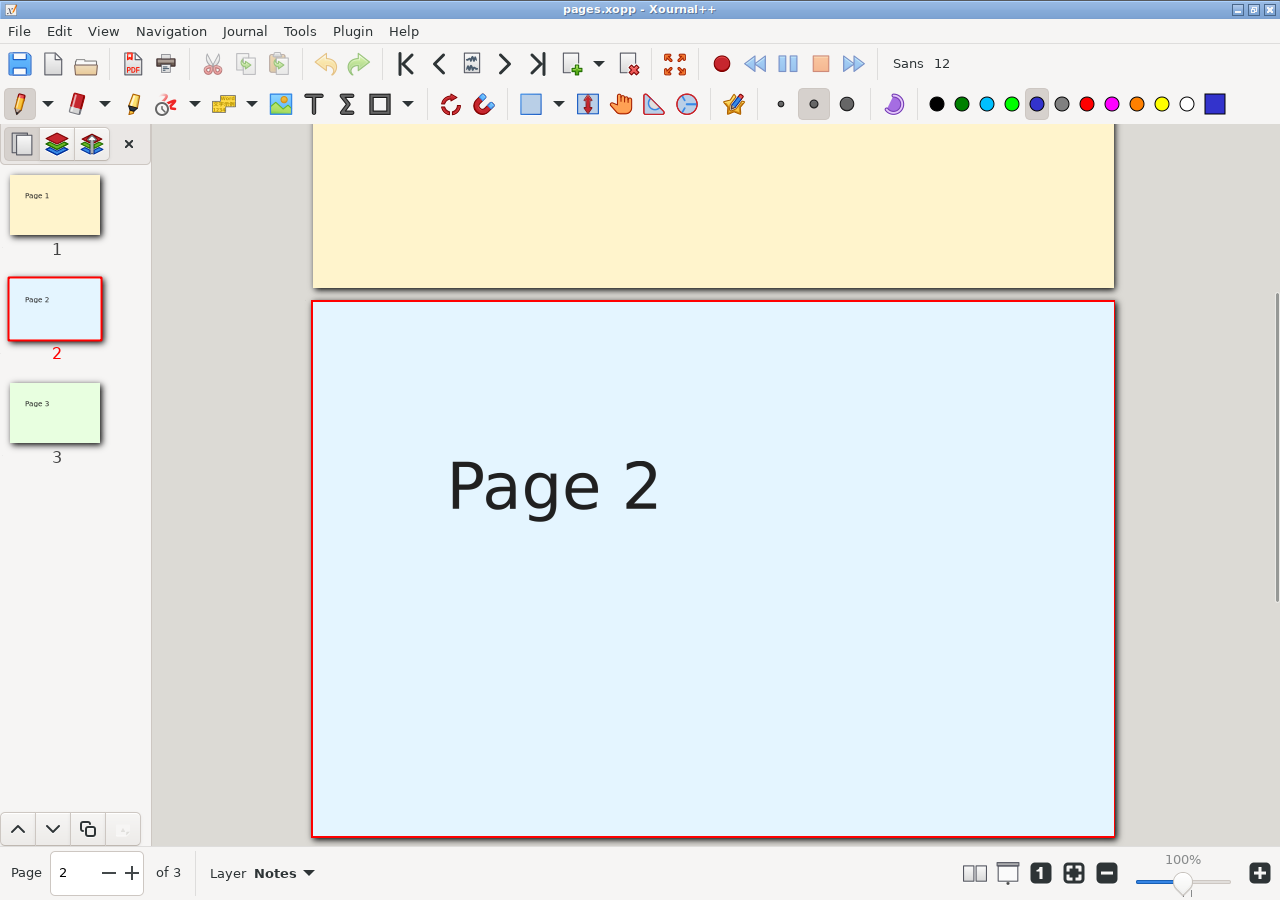 pages.xopp - Xournal++
File Edit View Navigation Journal Tools Plugin Help
Sans 12
Page 1
1
Page 2
2
Page 3
3
Page 2
Page 2 of 3 Layer Notes
100%